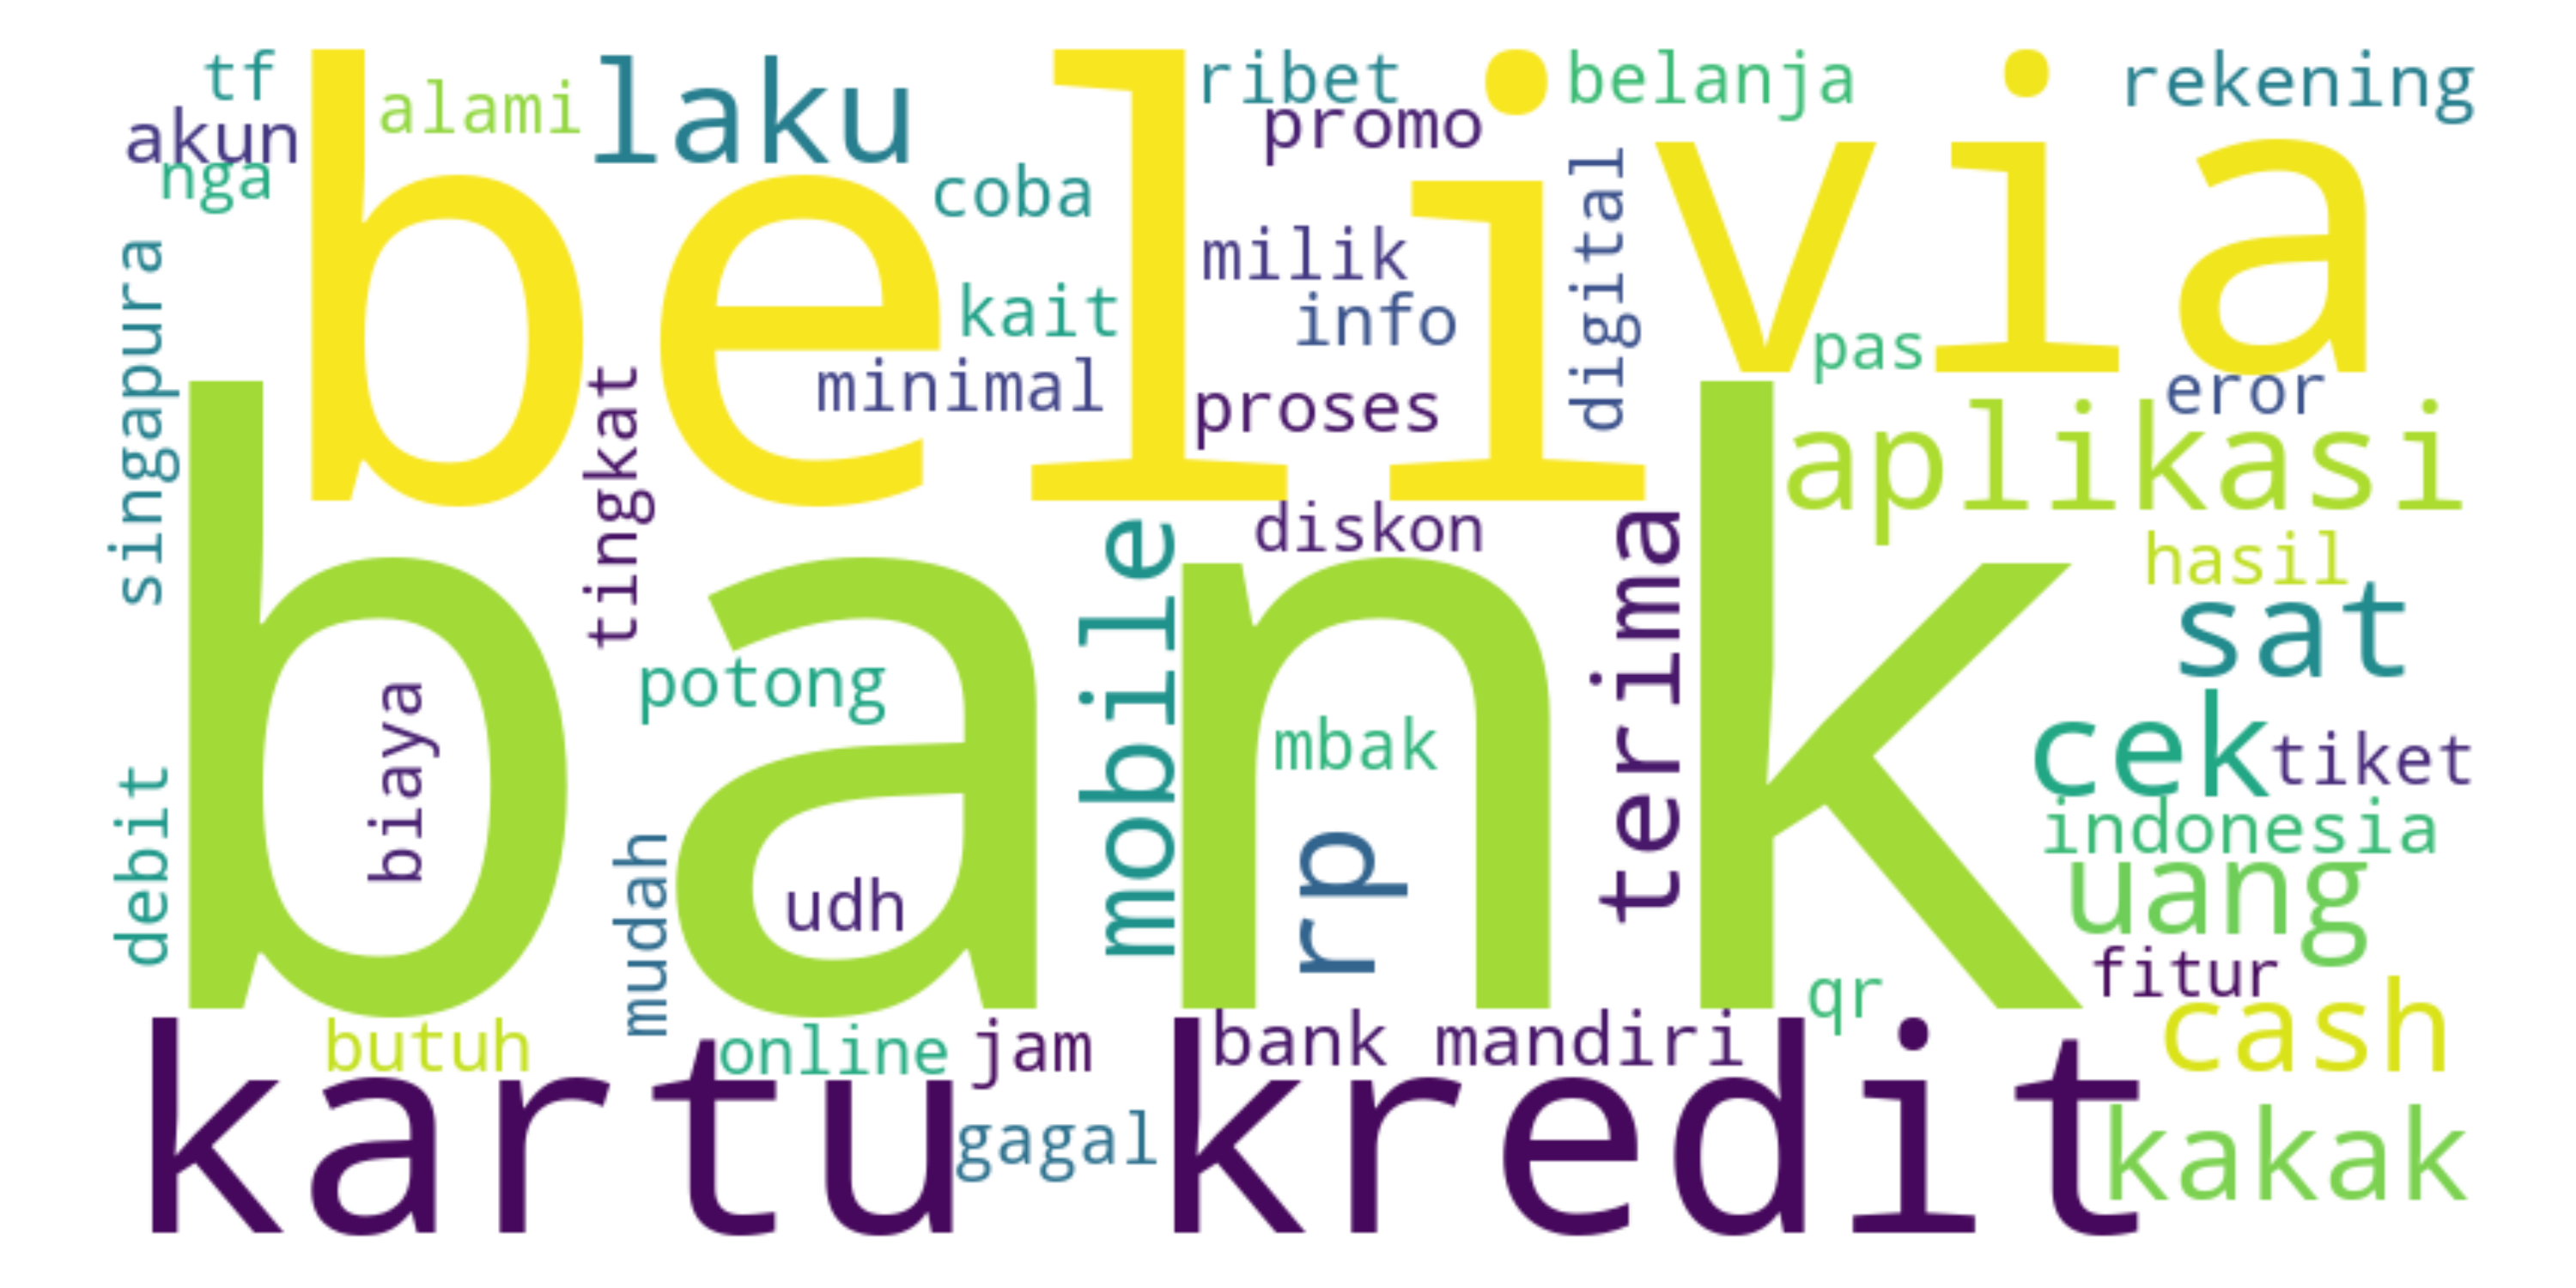 tf
alami
laku
ribet
belanja
rekening
akun
promo
nga
coba
beli
via
digital
milik
kait
info
singapura
minimal
pas
proses
eror
tingkat
aplikasi
diskon
hasil
mobile
terima
sat
bank
potong
biaya
mbak
cek
tiket
debit
indonesia
mudah
udh
rp
uang
fitur
qr
butuh
online
jam
bank mandiri
cash
kartu kredit
gagal
kakak